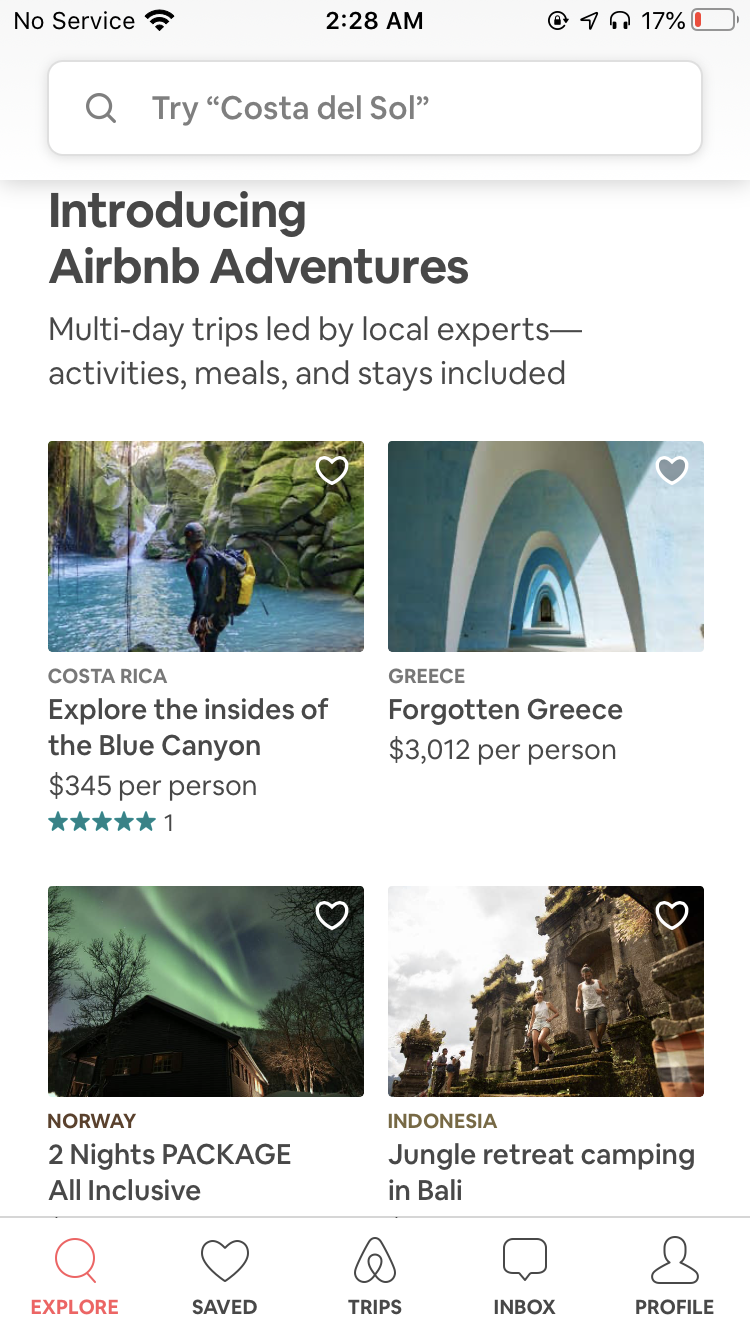 No Service 2:28 AM 17%
Try “Costa del Sol”
Introducing
Airbnb Adventures
Multi-day trips led by local experts—
activities, meals, and stays included
COSTA RICA
Explore the insides of
the Blue Canyon
$345 per person
1
GREECE
Forgotten Greece
$3,012 per person
NORWAY
2 Nights PACKAGE
All Inclusive
INDONESIA
Jungle retreat camping
in Bali
EXPLORE SAVED TRIPS INBOX PROFILE